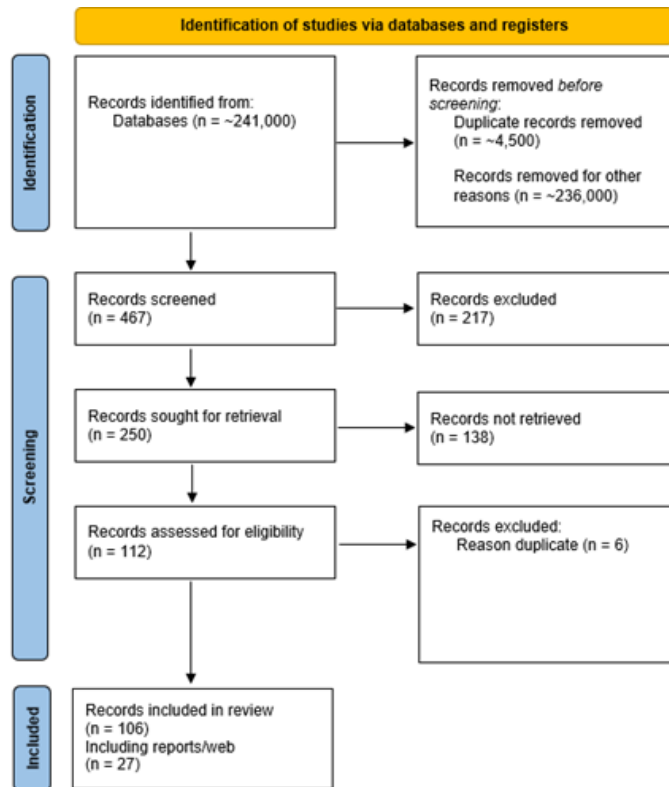 Identification of studies via databases and registers
Identification
Records identified from:
Databases (n = ~241,000)
Records removed before
screening:
Duplicate records removed
(n = ~4,500)
Records removed for other
reasons (n = ~236,000)
Screening
Records screened
(n = 467)
Records excluded
(n = 217)
Records sought for retrieval
(n = 250)
Records not retrieved
(n = 138)
Records assessed for eligibility
(n = 112)
Records excluded:
Reason duplicate (n = 6)
Included
Records included in review
(n = 106)
Including reports/web
(n = 27)